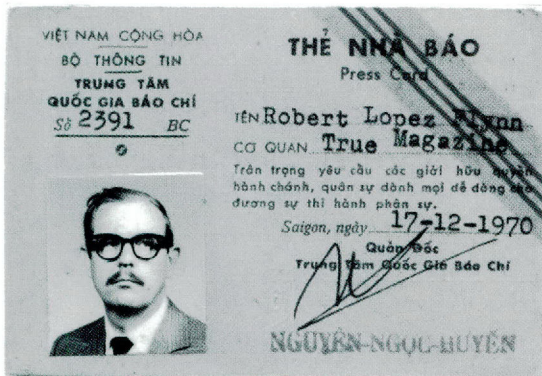 VIỆT NAM CỘNG HÒA
BỘ THÔNG TIN
TRUNG TÂM
QUỐC GIA BÁO CHÍ
Số 2391 BC
THẺ NHÀ BÁO
Press Card
TÊN Robert Lopez Flynn
CƠ QUAN True Magazine
Trân trọng yêu cầu các giới hữu quyền
hành chánh, quân sự dành mọi dễ dàng cho
đương sự thi hành phận sự.
Saigon, ngày 17-12-1970
Quản Đốc
Trung Tâm Quốc Gia Báo Chí
NGUYỄN-NGỌC-HUYỀN